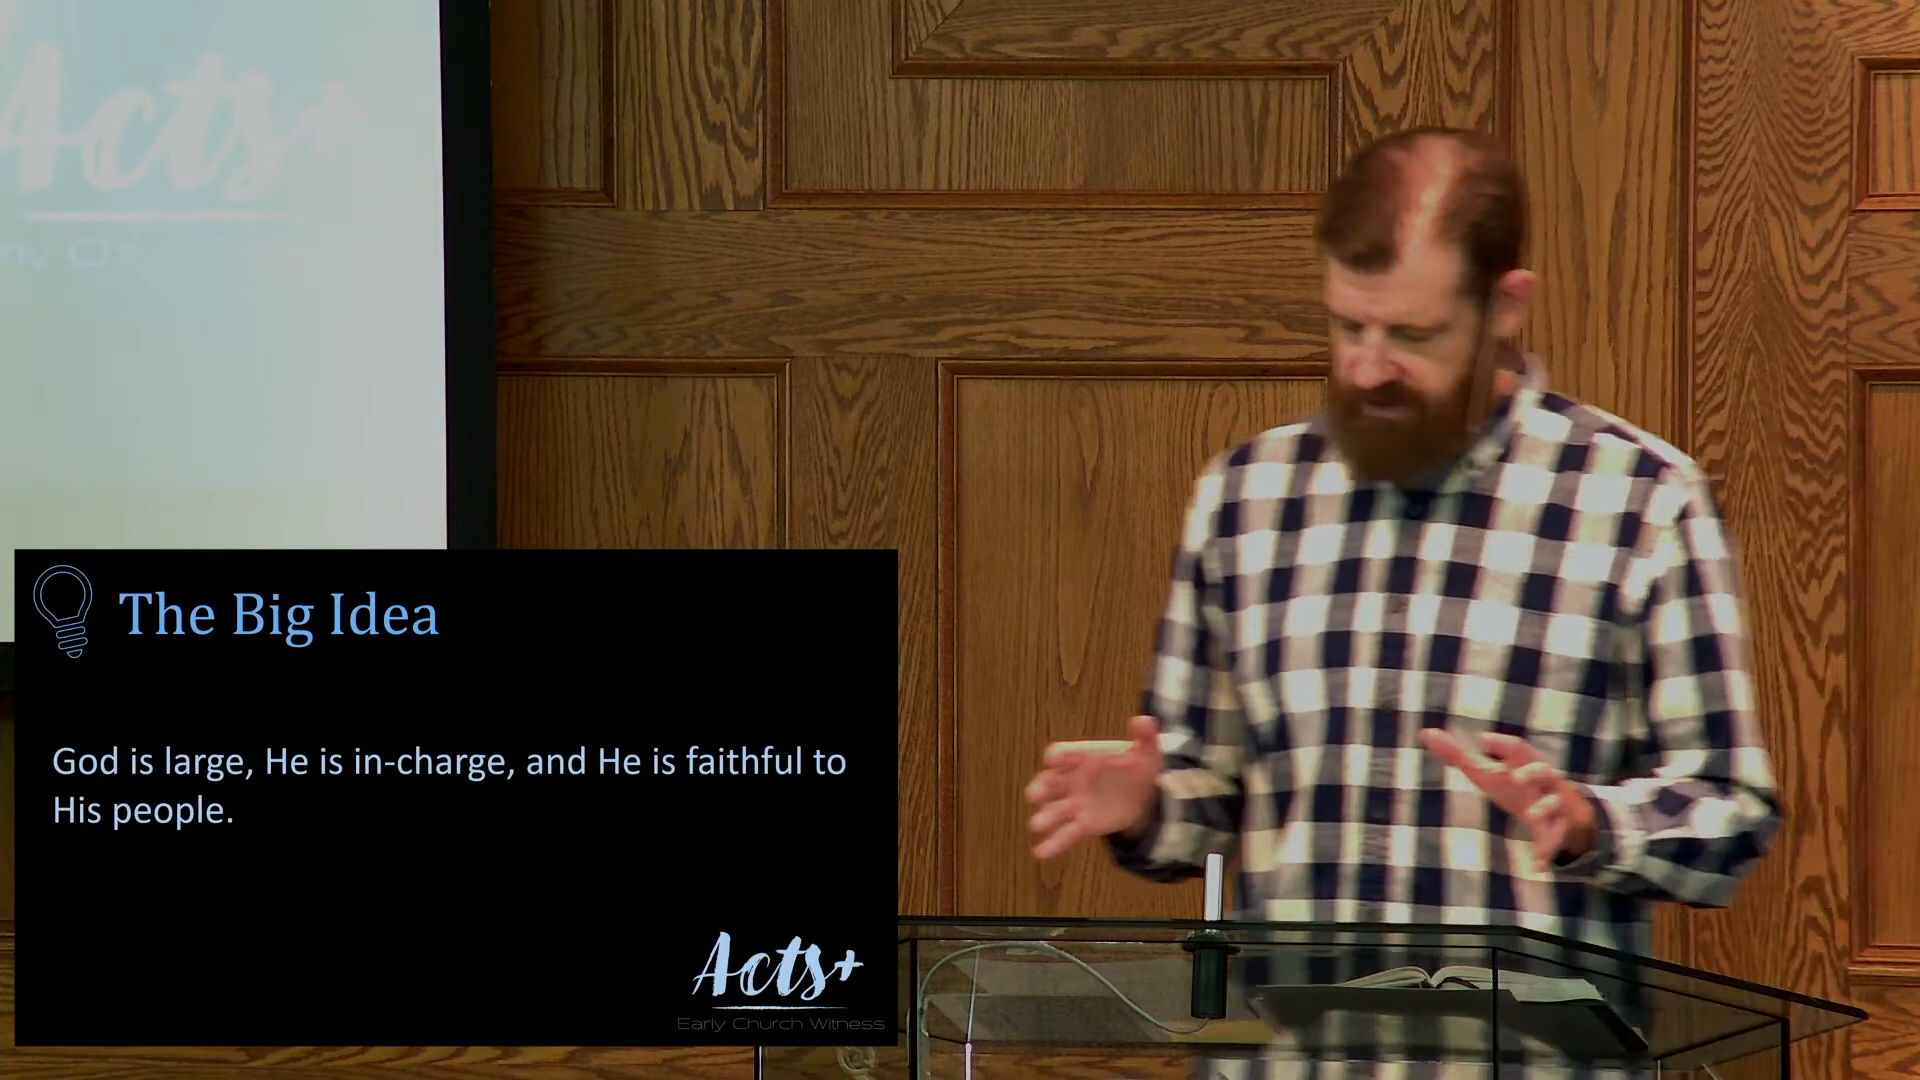 Acts+
The Big Idea
God is large, He is in-charge, and He is faithful to
His people.
Acts+
Early Church Witness